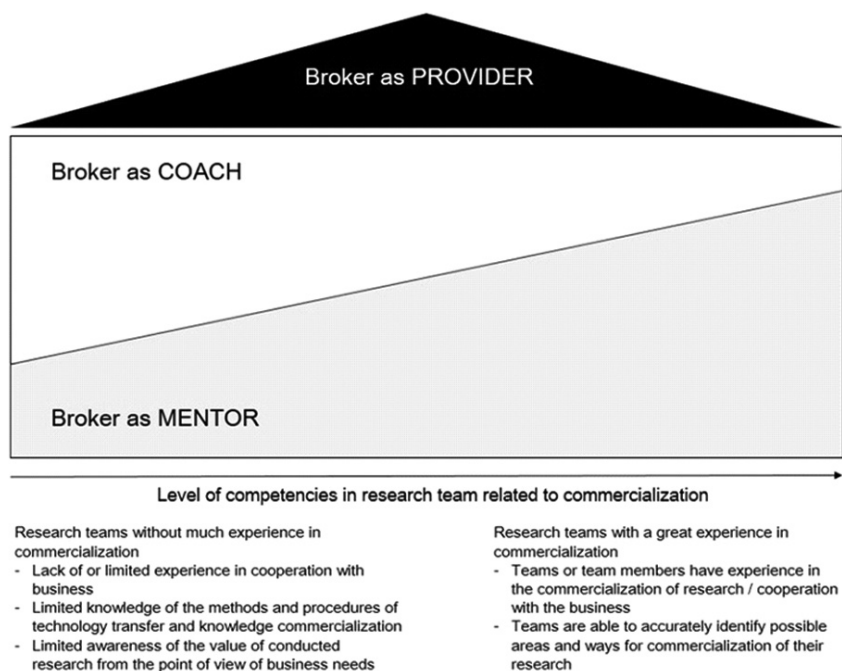 Broker as PROVIDER
Broker as COACH
Broker as MENTOR
Level of competencies in research team related to commercialization
Research teams without much experience in
commercialization
- Lack of or limited experience in cooperation with
business
- Limited knowledge of the methods and procedures of
technology transfer and knowledge commercialization
- Limited awareness of the value of conducted
research from the point of view of business needs
Research teams with a great experience in
commercialization
- Teams or team members have experience in
the commercialization of research / cooperation
with the business
- Teams are able to accurately identify possible
areas and ways for commercialization of their
research